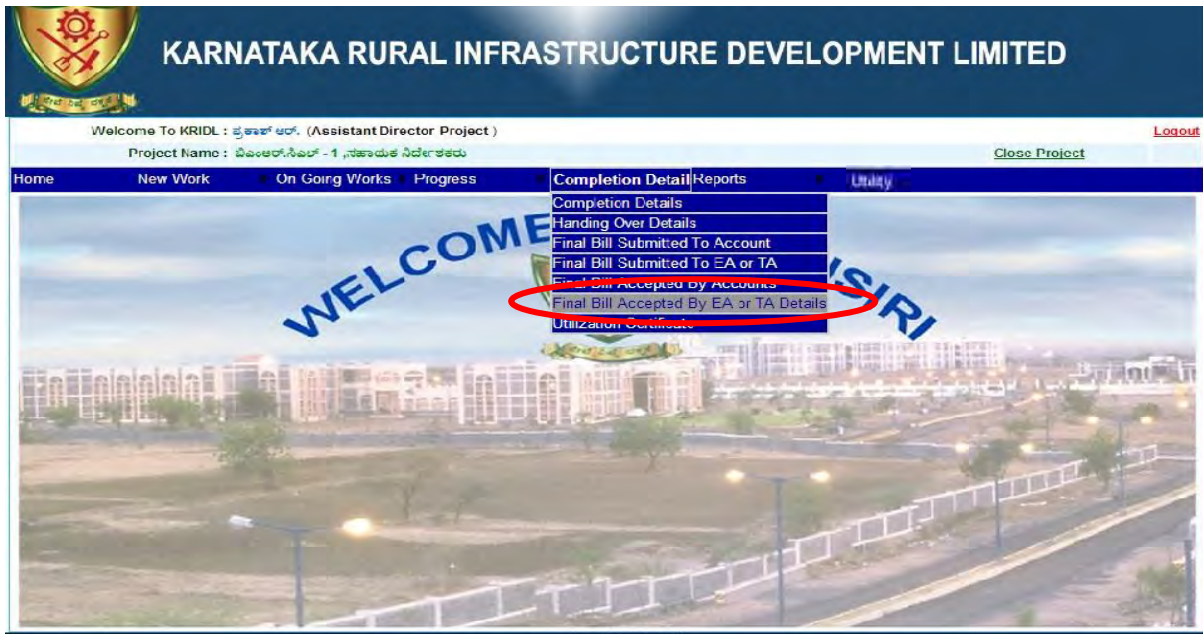 KARNATAKA RURAL INFRASTRUCTURE DEVELOPMENT LIMITED
Welcome To KRIDL : ಪ್ರಕಾಶ್ ಆರ್. (Assistant Director Project )
Logout
Project Name : ಬಿಎಂಆರ್.ಸಿಎಲ್ - 1 ,ಸಹಾಯಕ ನಿರ್ದೇಶಕರು
Close Project
Home New Work On Going Works Progress Completion Detail Reports Utility
Completion Details
Handing Over Details
Final Bill Submitted To Account
Final Bill Submitted To EA or TA
Final Bill Accepted By Accounts
Final Bill Accepted By EA or TA Details
Utilization Certificate
WELCOME
SIRI